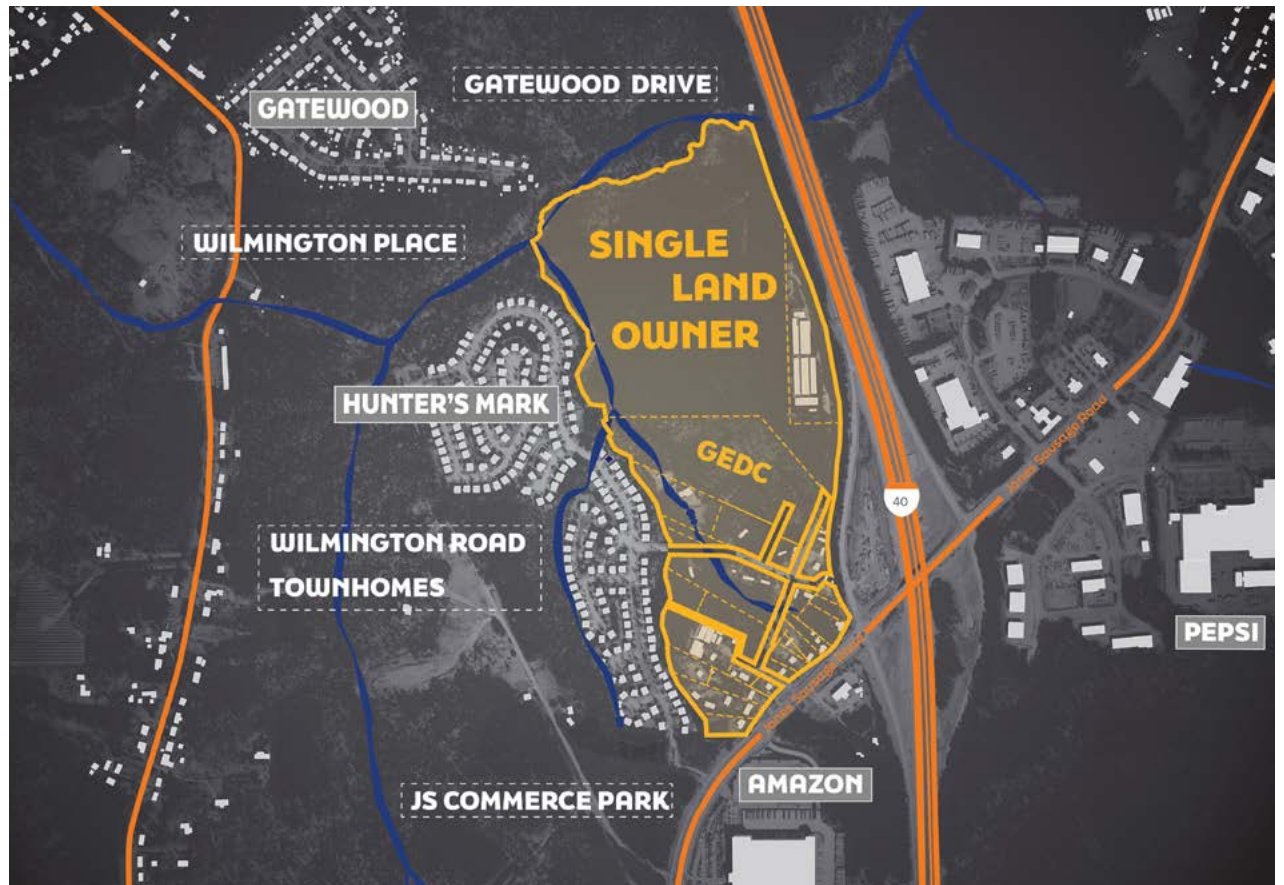 GATEWOOD DRIVE
GATEWOOD
WILMINGTON PLACE
SINGLE
LAND
OWNER
HUNTER'S MARK
GEDC
Jones Sausage Road
40
WILMINGTON ROAD
TOWNHOMES
PEPSI
Jones Sausage Road
AMAZON
JS COMMERCE PARK